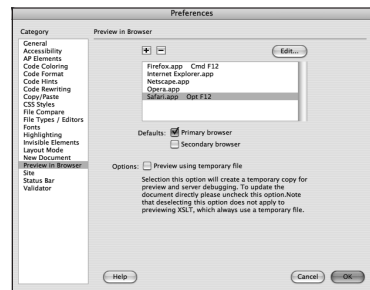 Preferences
Category
Preview in Browser
General
Accessibility
AP Elements
Code Coloring
Code Format
Code Hints
Code Rewriting
Copy/Paste
CSS Styles
File Compare
File Types / Editors
Fonts
Highlighting
Invisible Elements
Layout Mode
New Document
Preview in Browser
Site
Status Bar
Validator
+ − Edit...
Firefox.app Cmd F12
Internet Explorer.app
Netscape.app
Opera.app
Safari.app Opt F12
Defaults: Primary browser
Secondary browser
Options: Preview using temporary file
Selection this option will create a temporary copy for
preview and server debugging. To update the
document directly please uncheck this option.Note
that deselecting this option does not apply to
previewing XSLT, which always use a temporary file.
Help Cancel OK